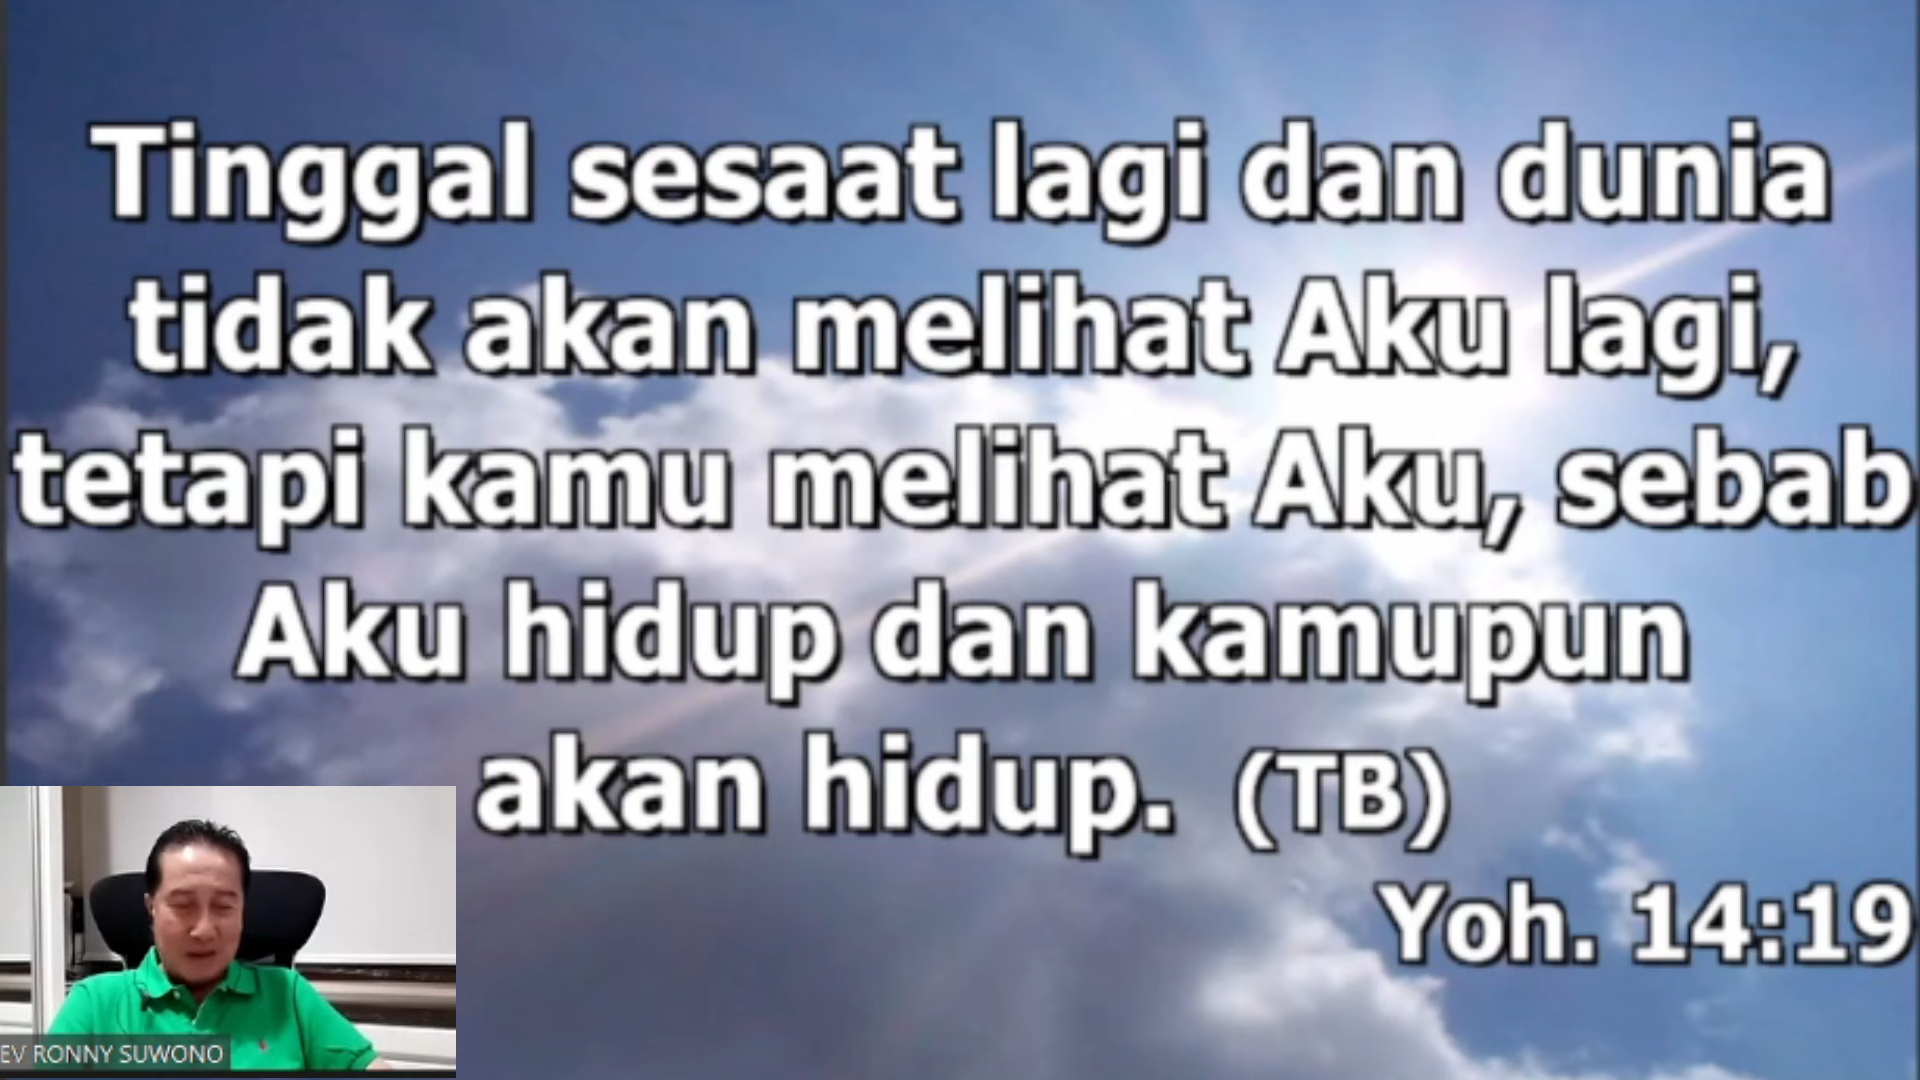 Tinggal sesaat lagi dan dunia
tidak akan melihat Aku lagi,
tetapi kamu melihat Aku, sebab
Aku hidup dan kamupun
akan hidup. (TB)
Yoh. 14:19
EV RONNY SUWONO